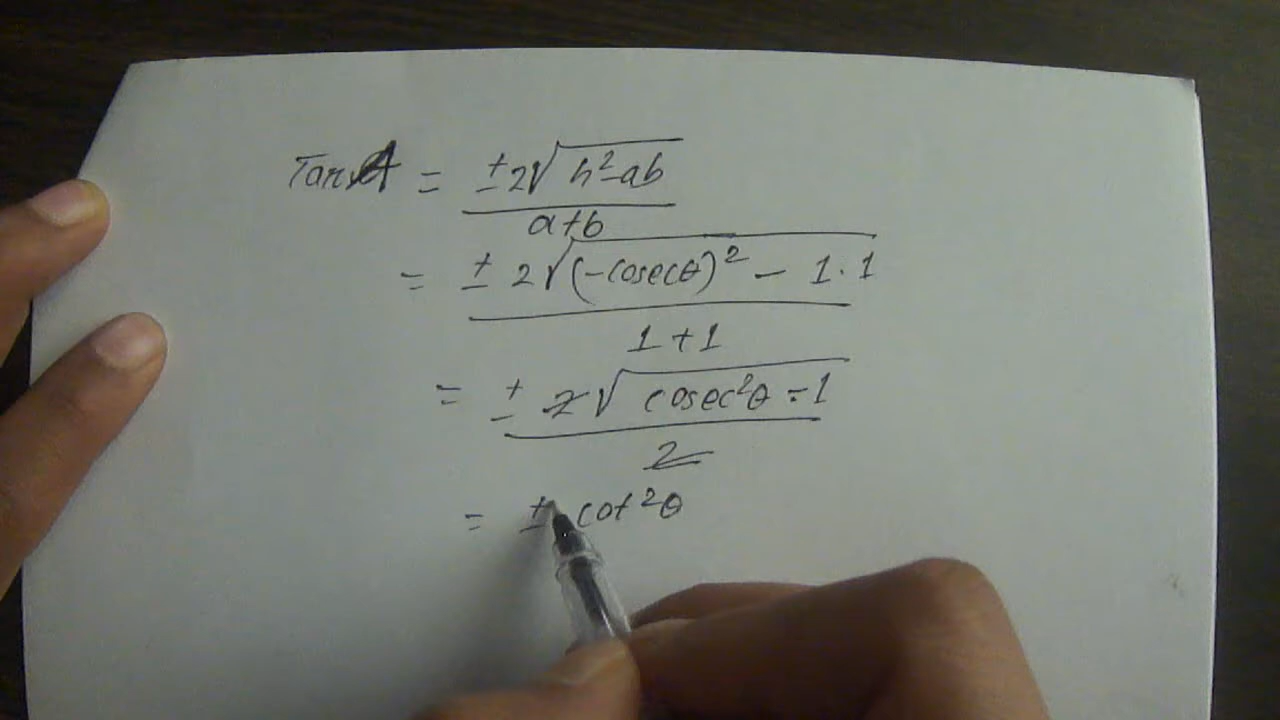 TanA = ±2√h²-ab
a+b
= ± 2√(-cosecθ)² - 1.1
1+1
= ± 2√cosec²θ - 1
2
= ± cot²θ